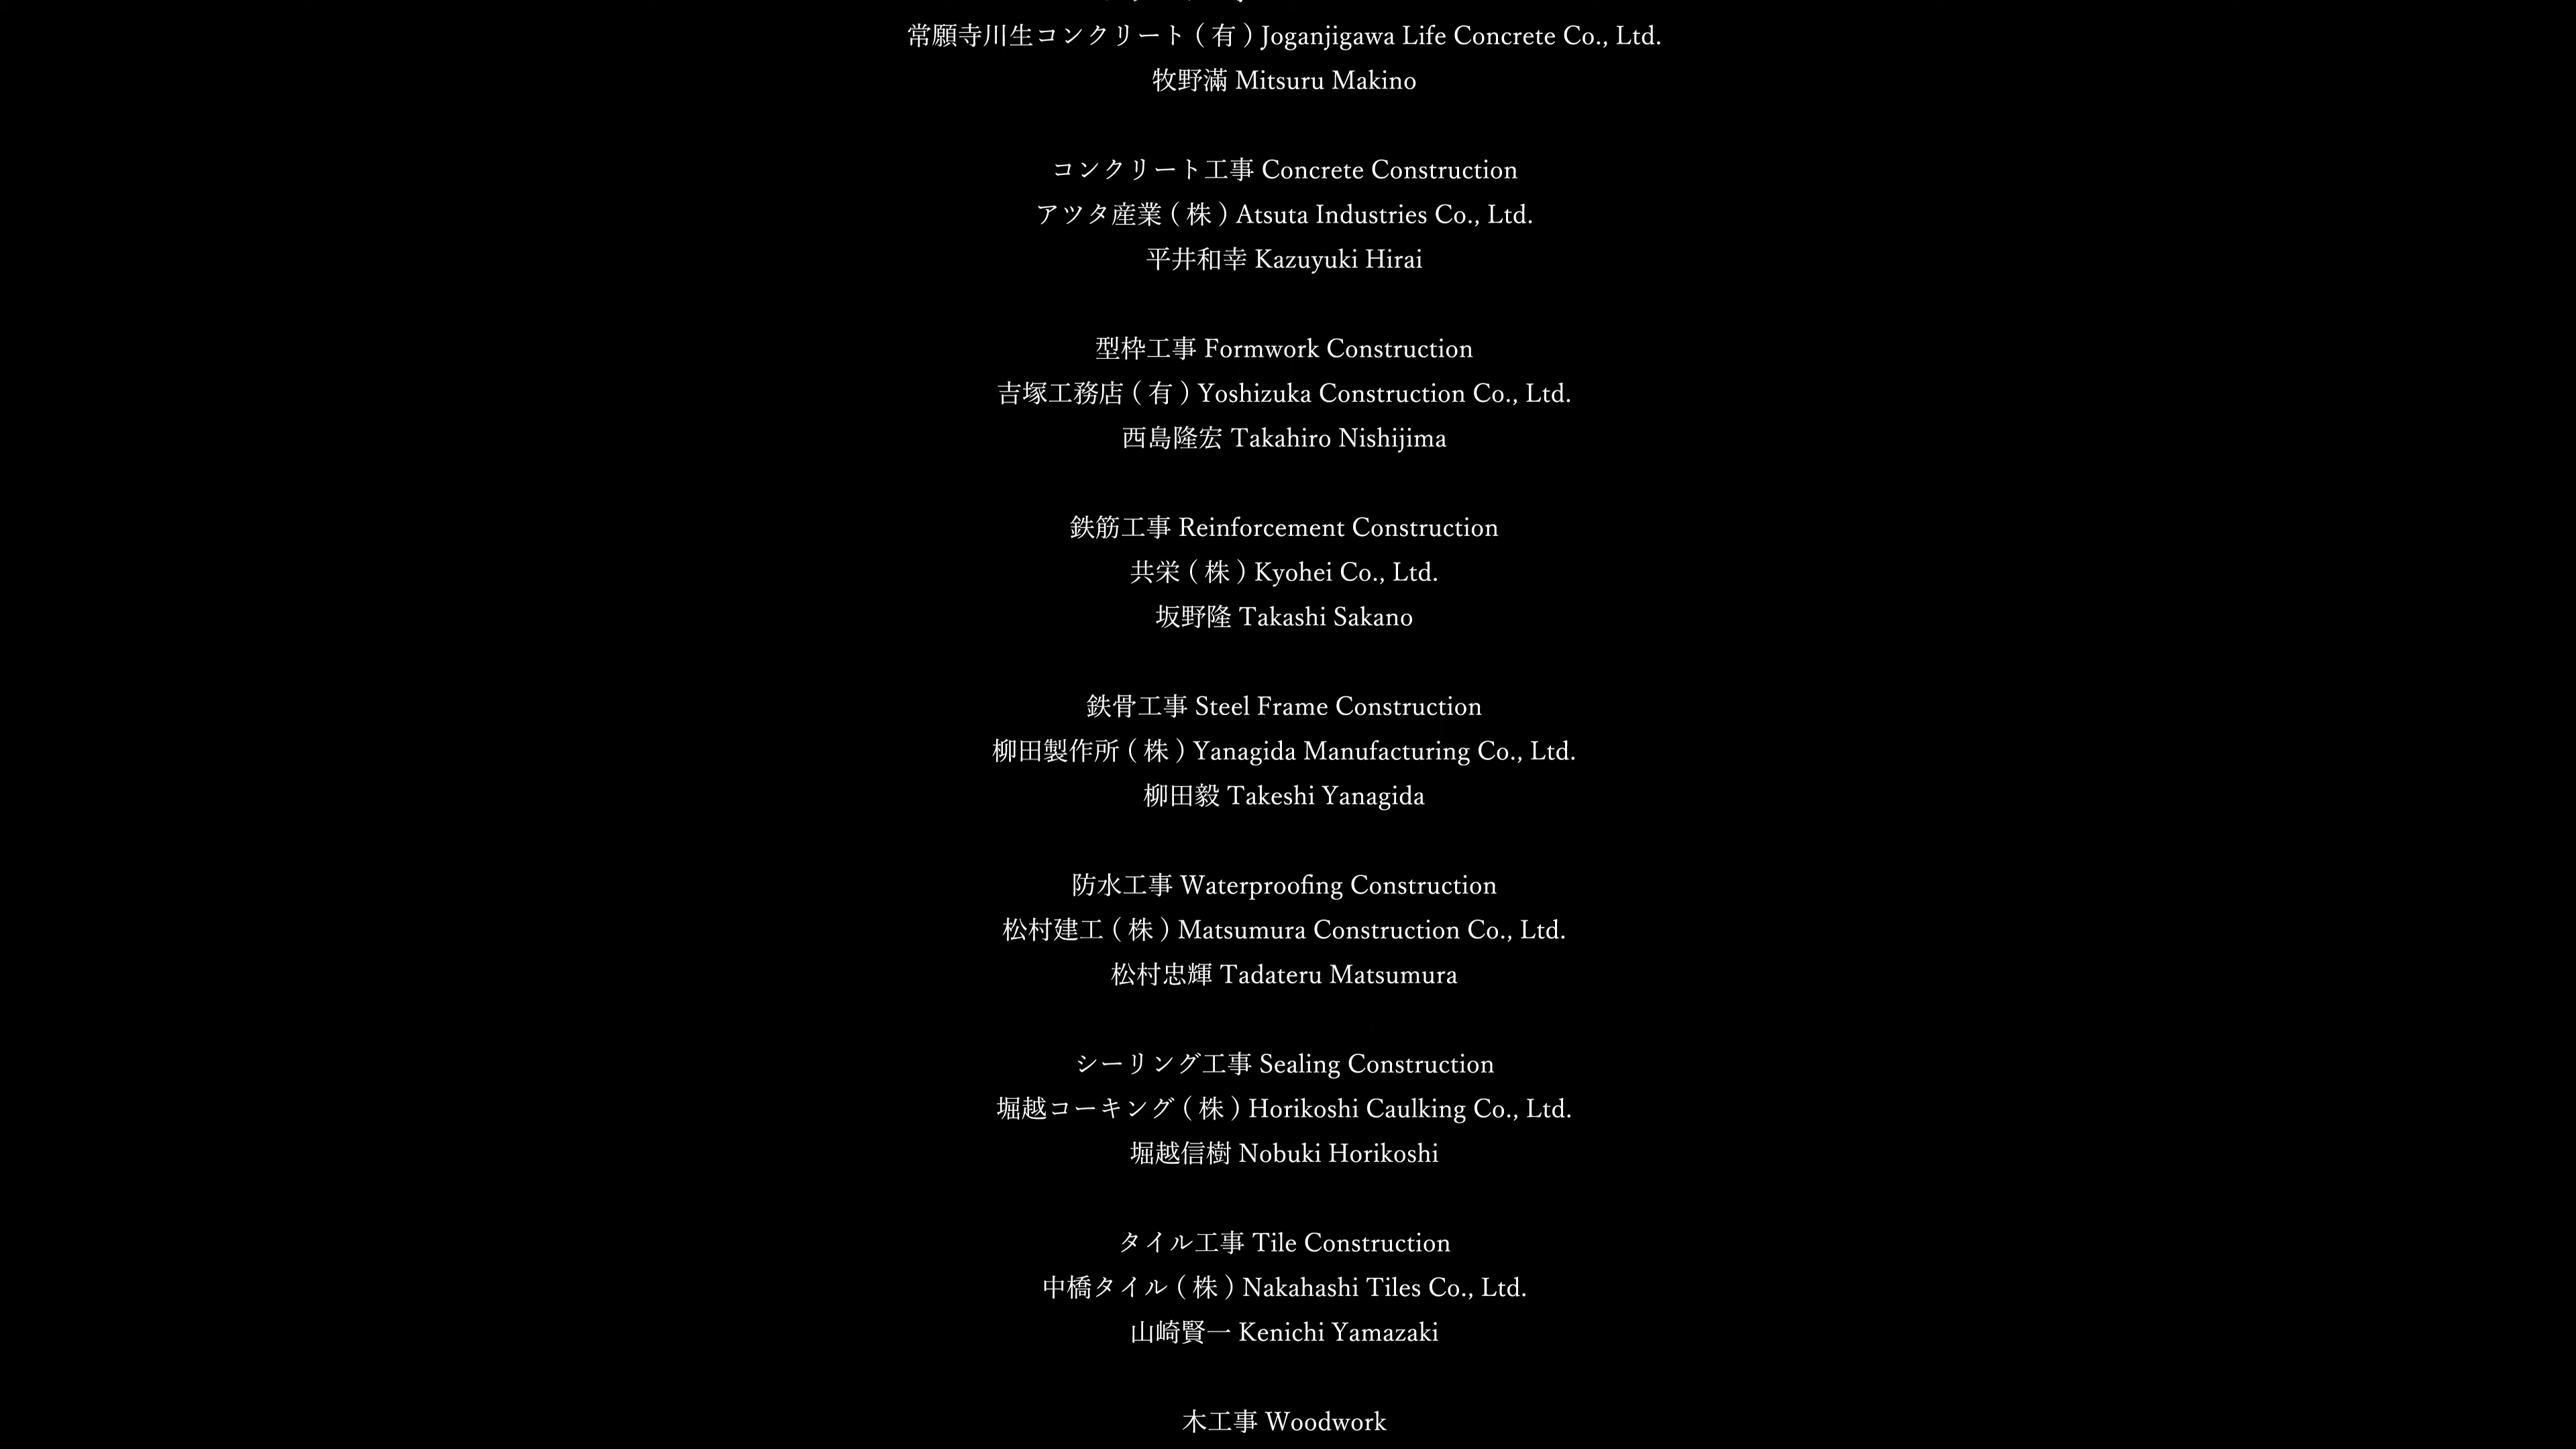 常願寺川生コンクリート ( 有 ) Joganjigawa Life Concrete Co., Ltd.
牧野滿 Mitsuru Makino
コンクリート工事 Concrete Construction
アツタ産業 ( 株 ) Atsuta Industries Co., Ltd.
平井和幸 Kazuyuki Hirai
型枠工事 Formwork Construction
吉塚工務店 ( 有 ) Yoshizuka Construction Co., Ltd.
西島隆宏 Takahiro Nishijima
鉄筋工事 Reinforcement Construction
共栄 ( 株 ) Kyohei Co., Ltd.
坂野隆 Takashi Sakano
鉄骨工事 Steel Frame Construction
柳田製作所 ( 株 ) Yanagida Manufacturing Co., Ltd.
柳田毅 Takeshi Yanagida
防水工事 Waterproofing Construction
松村建工 ( 株 ) Matsumura Construction Co., Ltd.
松村忠輝 Tadateru Matsumura
シーリング工事 Sealing Construction
堀越コーキング ( 株 ) Horikoshi Caulking Co., Ltd.
堀越信樹 Nobuki Horikoshi
タイル工事 Tile Construction
中橋タイル ( 株 ) Nakahashi Tiles Co., Ltd.
山崎賢一 Kenichi Yamazaki
木工事 Woodwork